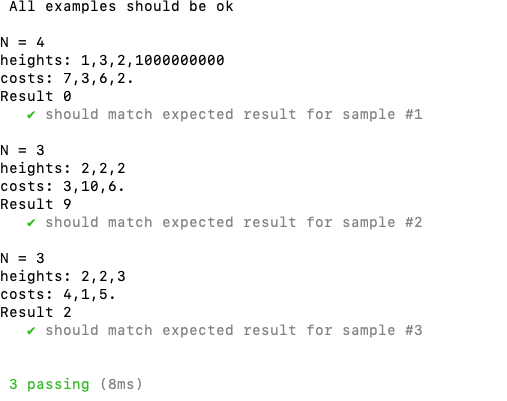 All examples should be ok
N = 4
heights: 1,3,2,1000000000
costs: 7,3,6,2.
Result 0
✔ should match expected result for sample #1
N = 3
heights: 2,2,2
costs: 3,10,6.
Result 9
✔ should match expected result for sample #2
N = 3
heights: 2,2,3
costs: 4,1,5.
Result 2
✔ should match expected result for sample #3
3 passing (8ms)